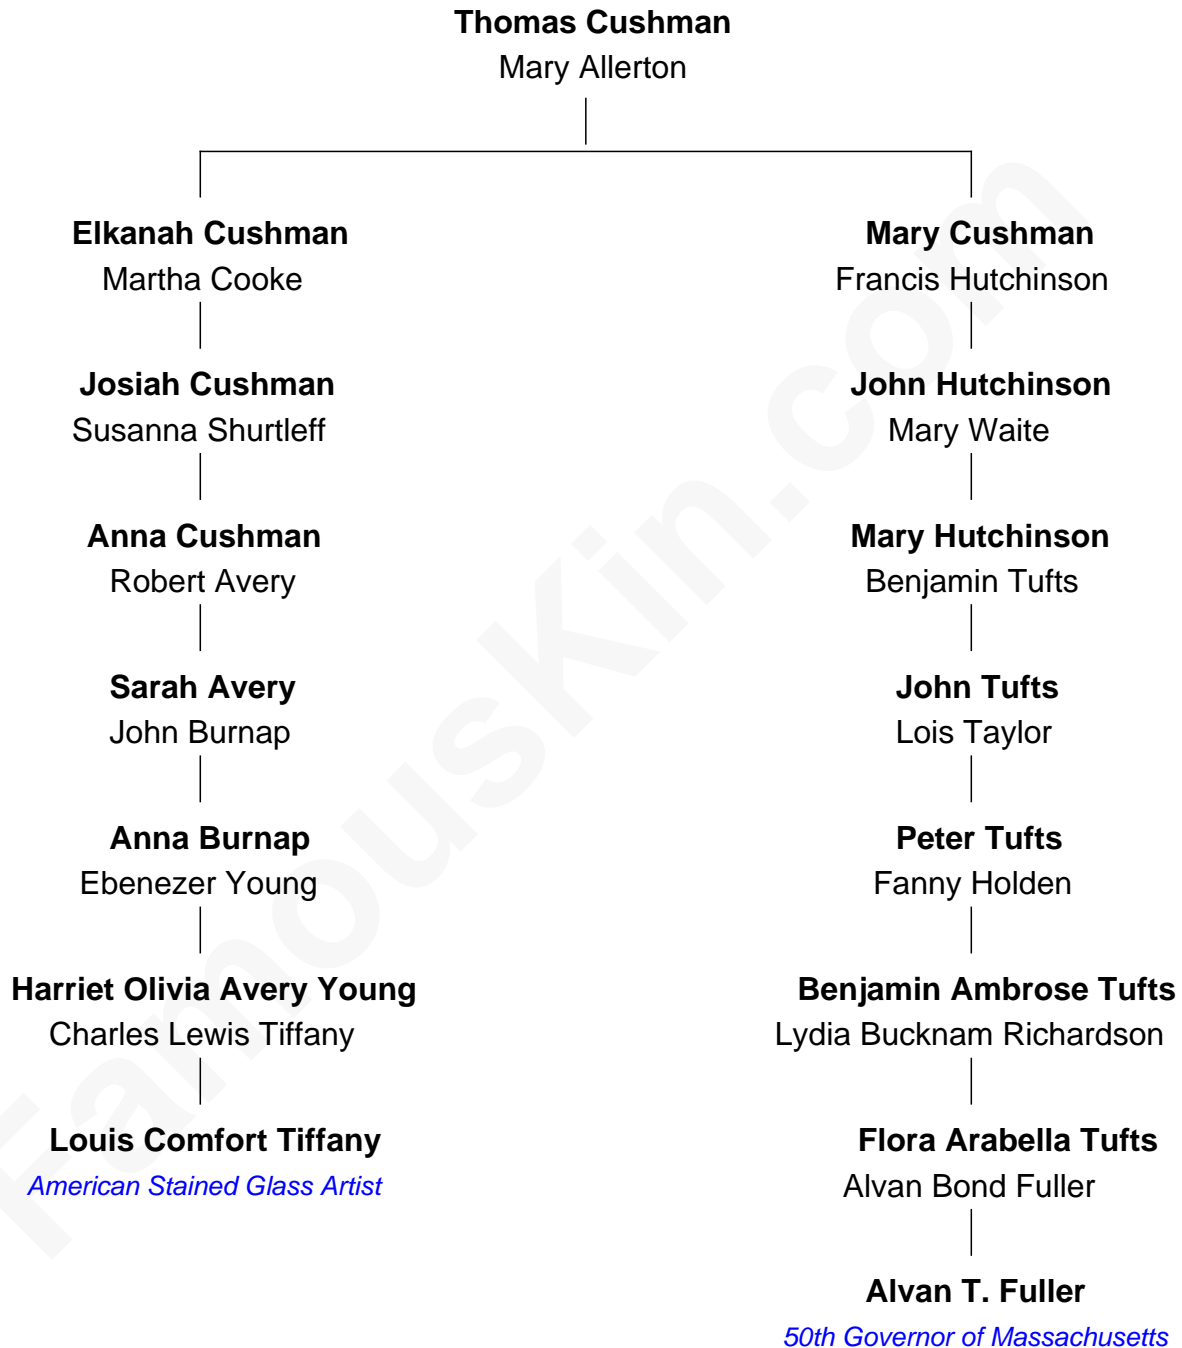 Thomas Cushman
Mary Allerton
Elkanah Cushman
Martha Cooke
Mary Cushman
Francis Hutchinson
Josiah Cushman
Susanna Shurtleff
John Hutchinson
Mary Waite
Anna Cushman
Robert Avery
Mary Hutchinson
Benjamin Tufts
Sarah Avery
John Burnap
John Tufts
Lois Taylor
Anna Burnap
Ebenezer Young
Peter Tufts
Fanny Holden
Harriet Olivia Avery Young
Charles Lewis Tiffany
Benjamin Ambrose Tufts
Lydia Bucknam Richardson
Louis Comfort Tiffany
American Stained Glass Artist
Flora Arabella Tufts
Alvan Bond Fuller
Alvan T. Fuller
50th Governor of Massachusetts
FamousKin.com